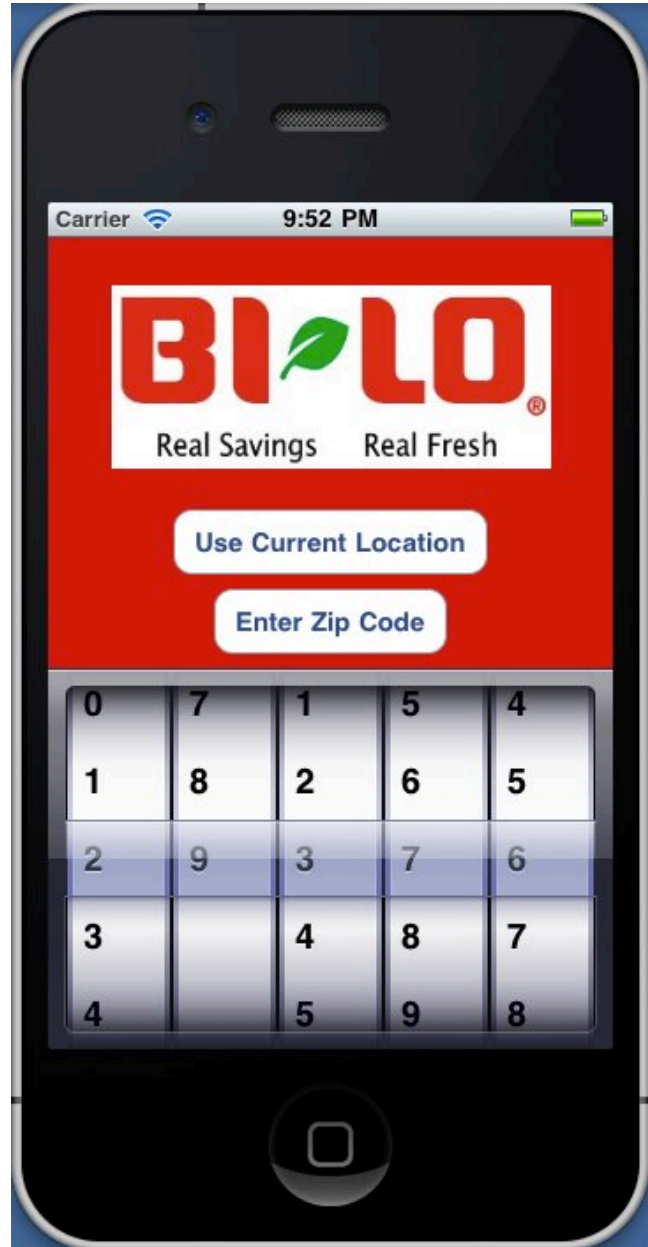 Carrier 9:52 PM
BI LO®
Real Savings Real Fresh
Use Current Location
Enter Zip Code
0 7 1 5 4
1 8 2 6 5
2 9 3 7 6
3 4 8 7
4 5 9 8